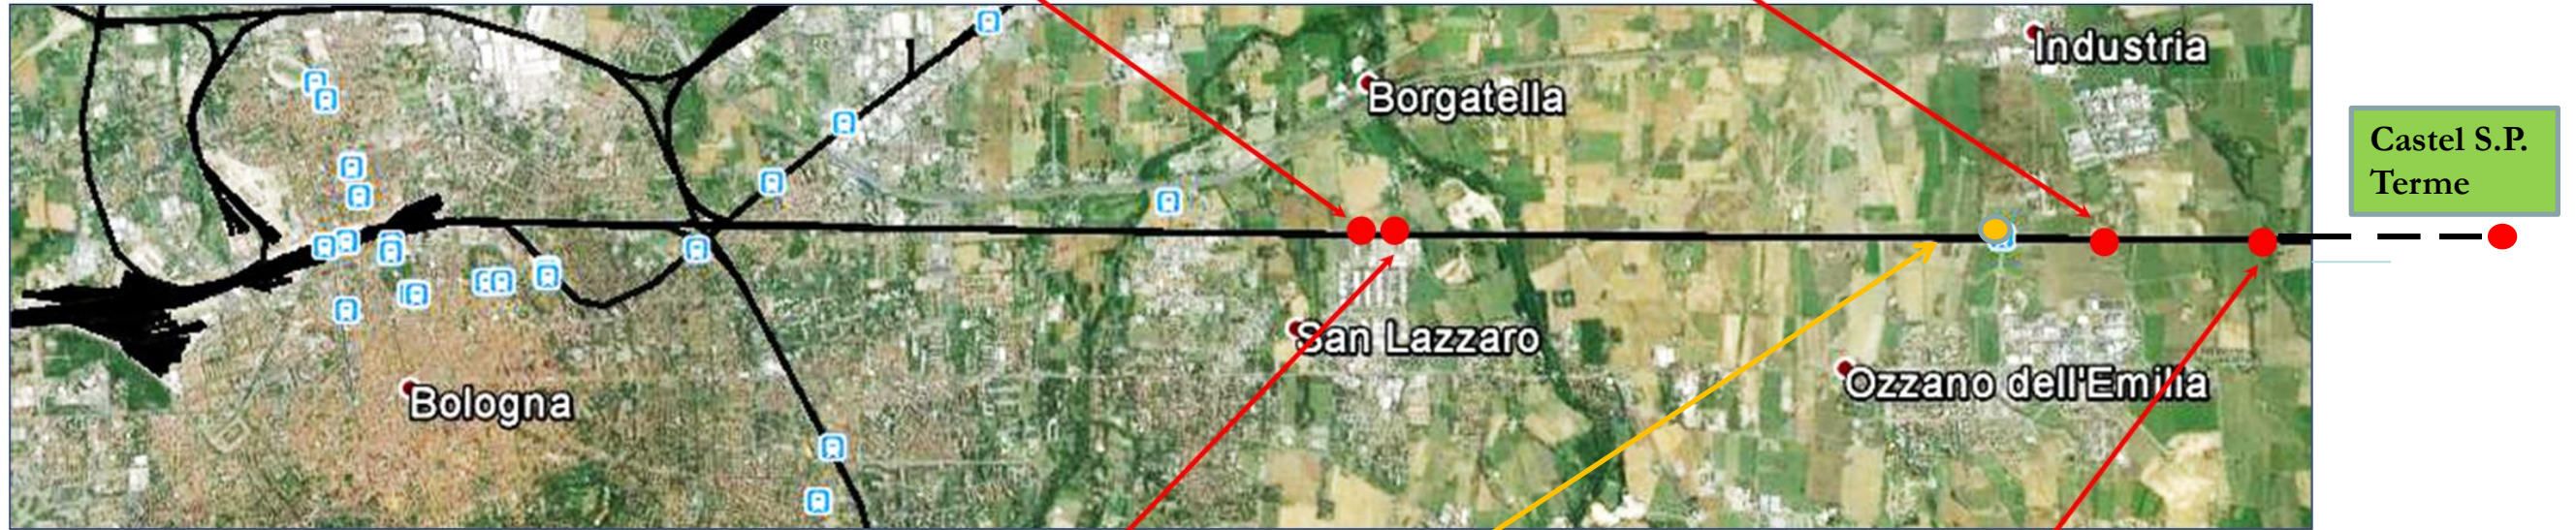 Industria
Borgatella
Castel S.P.
Terme
San Lazzaro
Ozzano dell'Emilia
Bologna